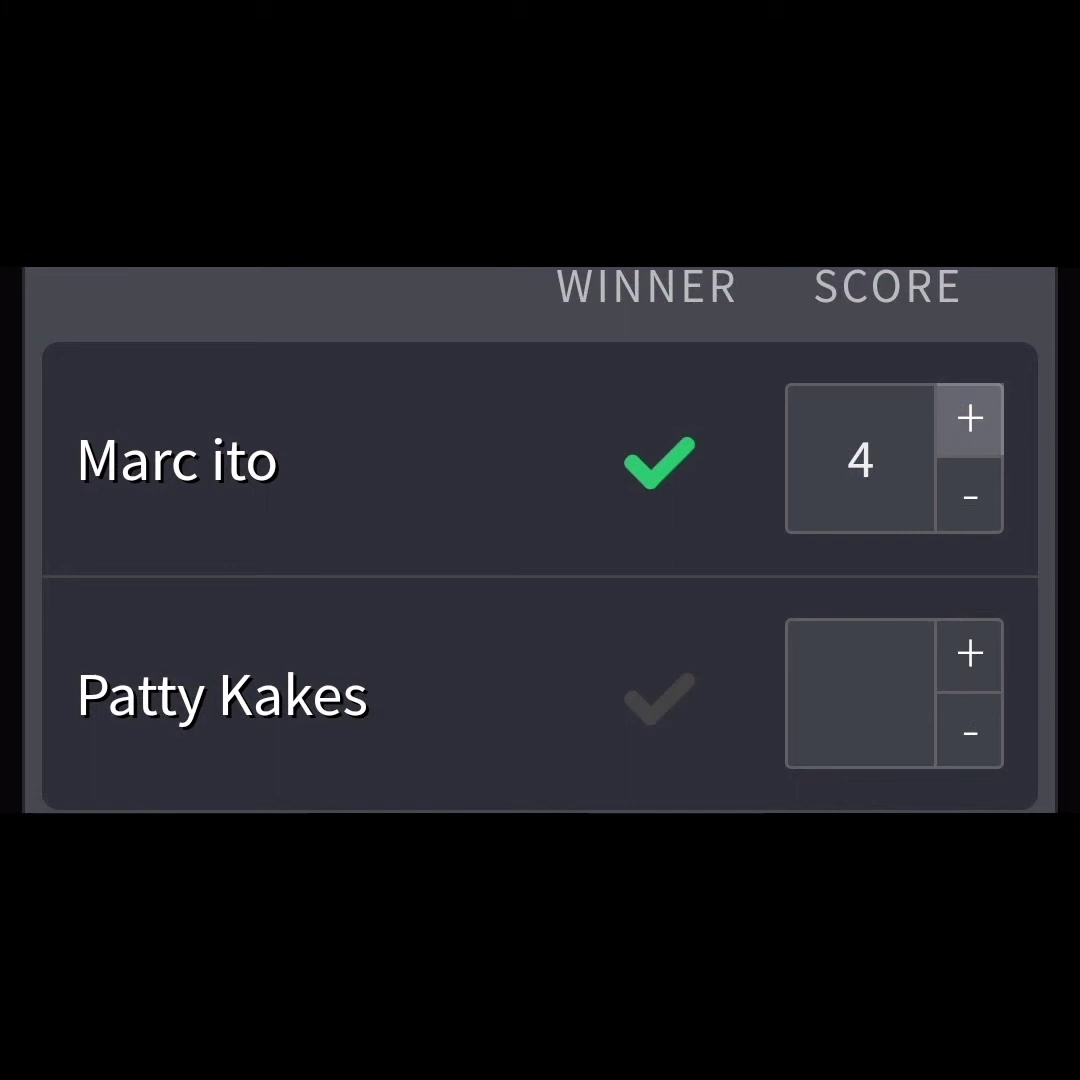 WINNER SCORE
Marc ito 4 +
-
Patty Kakes +
-